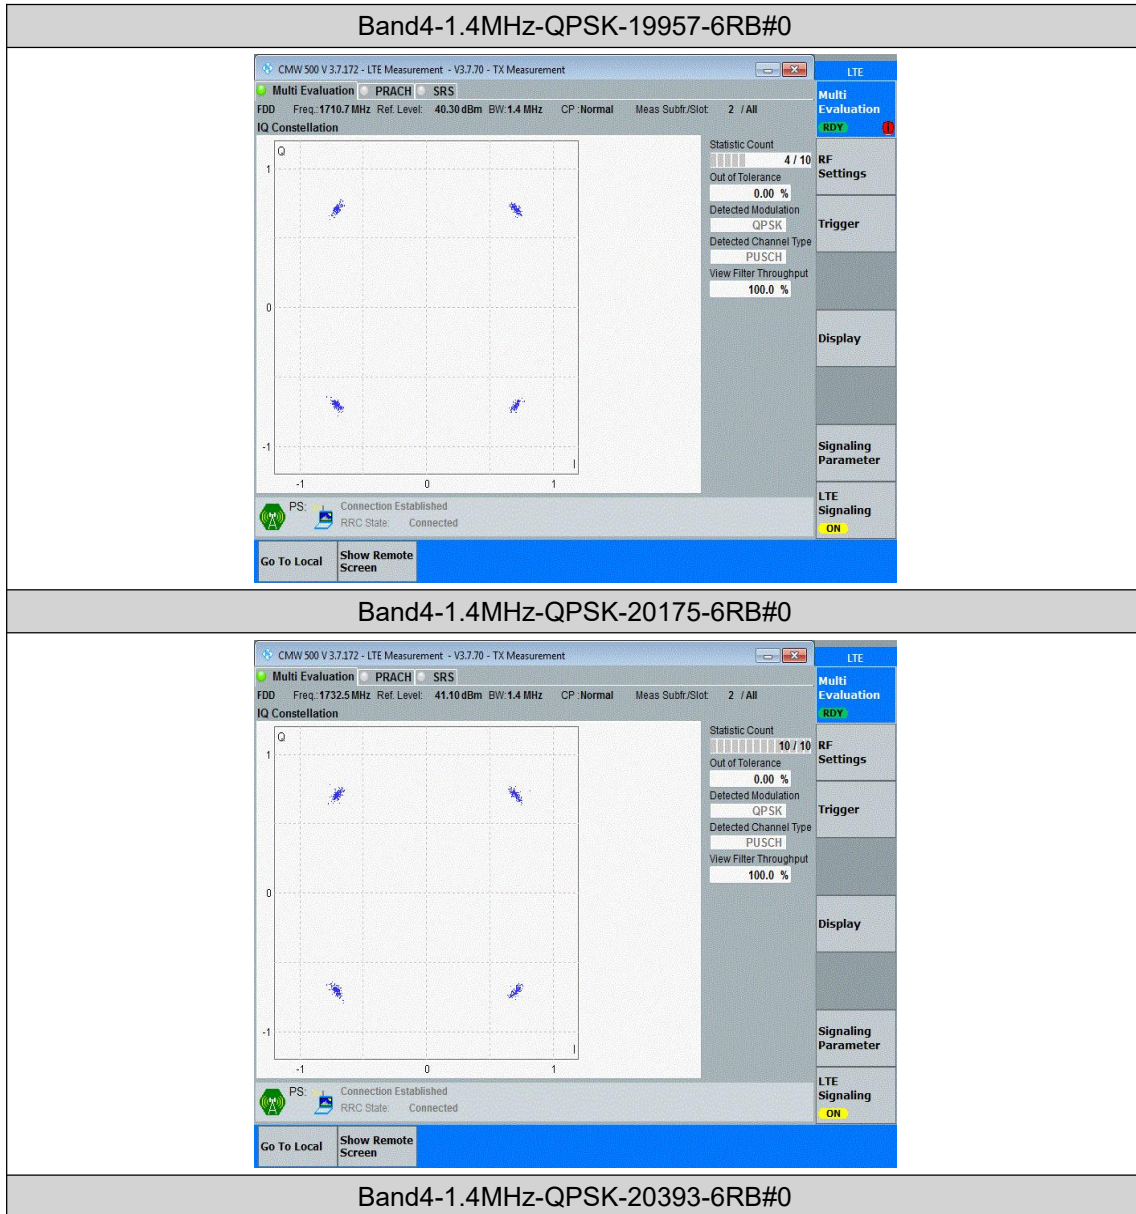 Band4-1.4MHz-QPSK-19957-6RB#0
CMW 500 V 3.7.172 - LTE Measurement - V3.7.70 - TX Measurement
LTE
Multi Evaluation PRACH SRS
Multi Evaluation
RDY
FDD Freq.:1710.7 MHz Ref. Level: 40.30 dBm BW:1.4 MHz CP :Normal Meas Subfr./Slot: 2 / All
IQ Constellation
Q
1
0
-1
I
-1 0 1
Statistic Count
4 / 10
Out of Tolerance
0.00 %
Detected Modulation
QPSK
Detected Channel Type
PUSCH
View Filter Throughput
100.0 %
RF
Settings
Trigger
Display
Signaling
Parameter
LTE
Signaling
ON
PS: Connection Established
RRC State: Connected
Go To Local
Show Remote
Screen
Band4-1.4MHz-QPSK-20175-6RB#0
CMW 500 V 3.7.172 - LTE Measurement - V3.7.70 - TX Measurement
LTE
Multi Evaluation PRACH SRS
Multi Evaluation
RDY
FDD Freq.:1732.5 MHz Ref. Level: 41.10 dBm BW:1.4 MHz CP :Normal Meas Subfr./Slot: 2 / All
IQ Constellation
Q
1
0
-1
I
-1 0 1
Statistic Count
10 / 10
Out of Tolerance
0.00 %
Detected Modulation
QPSK
Detected Channel Type
PUSCH
View Filter Throughput
100.0 %
RF
Settings
Trigger
Display
Signaling
Parameter
LTE
Signaling
ON
PS: Connection Established
RRC State: Connected
Go To Local
Show Remote
Screen
Band4-1.4MHz-QPSK-20393-6RB#0